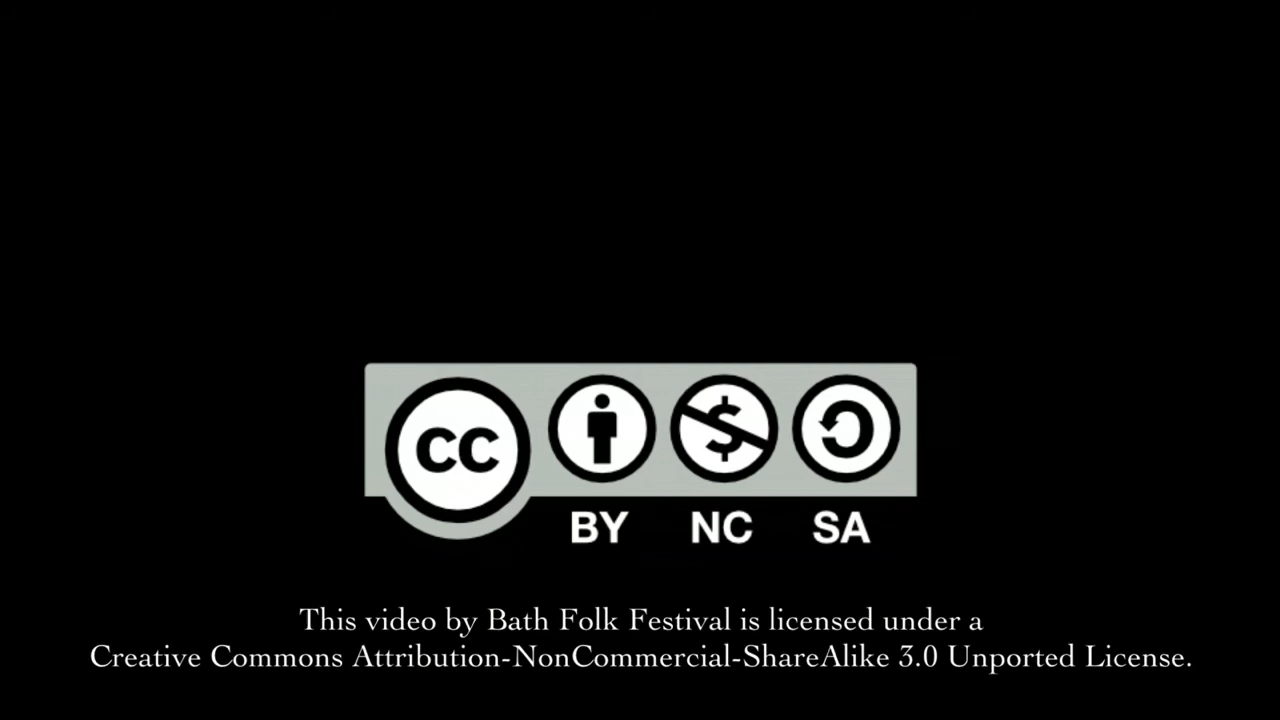 CC
BY NC SA
This video by Bath Folk Festival is licensed under a
Creative Commons Attribution-NonCommercial-ShareAlike 3.0 Unported License.